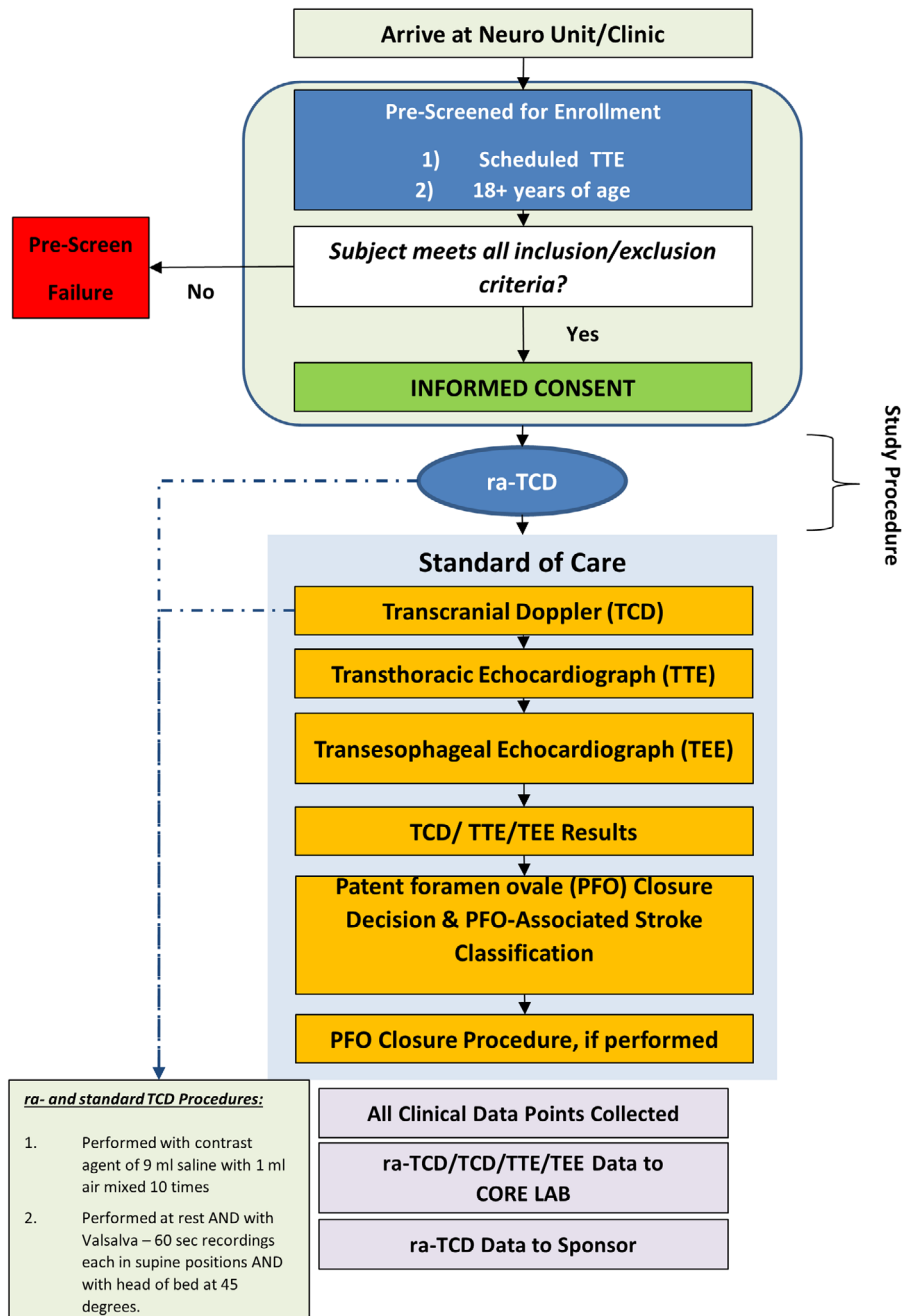 Arrive at Neuro Unit/Clinic
Pre-Screened for Enrollment
1) Scheduled TTE
2) 18+ years of age
Pre-Screen
Failure
No
Subject meets all inclusion/exclusion
criteria?
Yes
INFORMED CONSENT
Study Procedure
ra-TCD
Standard of Care
Transcranial Doppler (TCD)
Transthoracic Echocardiograph (TTE)
Transesophageal Echocardiograph (TEE)
TCD/ TTE/TEE Results
Patent foramen ovale (PFO) Closure
Decision & PFO-Associated Stroke
Classification
PFO Closure Procedure, if performed
ra- and standard TCD Procedures:
1. Performed with contrast
agent of 9 ml saline with 1 ml
air mixed 10 times
2. Performed at rest AND with
Valsalva – 60 sec recordings
each in supine positions AND
with head of bed at 45
degrees.
All Clinical Data Points Collected
ra-TCD/TCD/TTE/TEE Data to
CORE LAB
ra-TCD Data to Sponsor